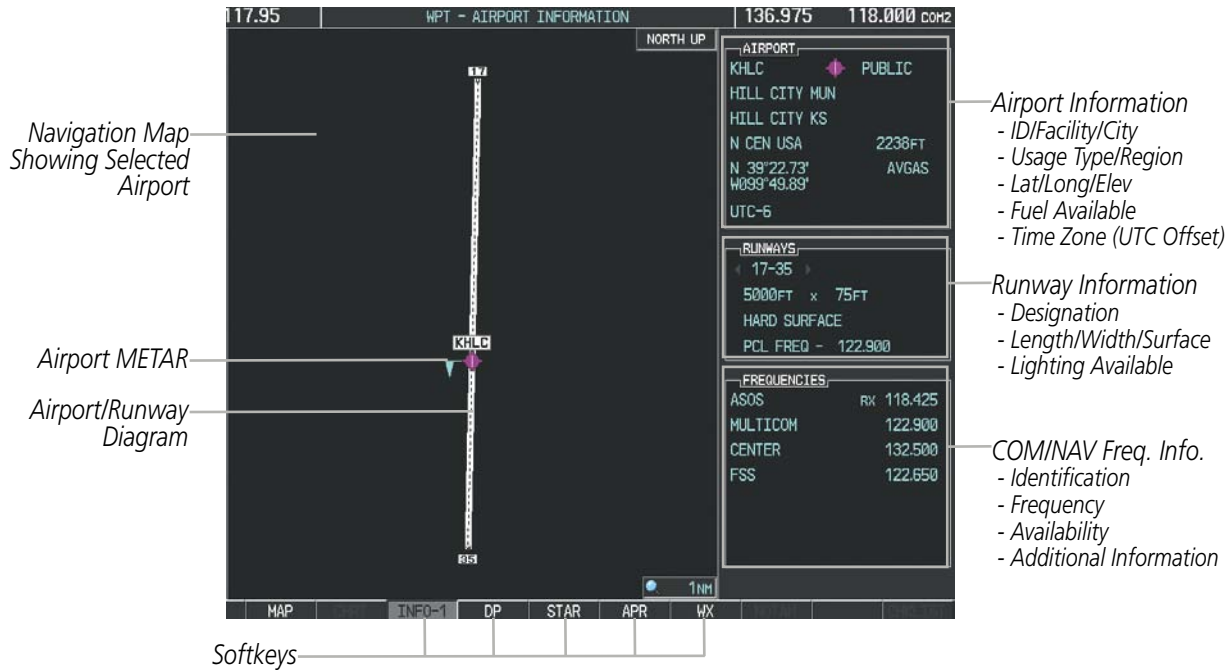 117.95
WPT - AIRPORT INFORMATION
136.975 118.000 COM2
NORTH UP
17
KHLC
35
1NM
AIRPORT
KHLC PUBLIC
HILL CITY MUN
HILL CITY KS
N CEN USA 2238FT
N 39°22.73' AVGAS
W099°49.89'
UTC-6
RUNWAYS
17-35
5000FT x 75FT
HARD SURFACE
PCL FREQ - 122.900
FREQUENCIES
ASOS RX 118.425
MULTICOM 122.900
CENTER 132.500
FSS 122.650
MAP CHRT INFO-1 DP STAR APR WX NOTAM CHKLIST
Navigation Map
Showing Selected
Airport
Airport METAR
Airport/Runway
Diagram
Softkeys
Airport Information
- ID/Facility/City
- Usage Type/Region
- Lat/Long/Elev
- Fuel Available
- Time Zone (UTC Offset)
Runway Information
- Designation
- Length/Width/Surface
- Lighting Available
COM/NAV Freq. Info.
- Identification
- Frequency
- Availability
- Additional Information